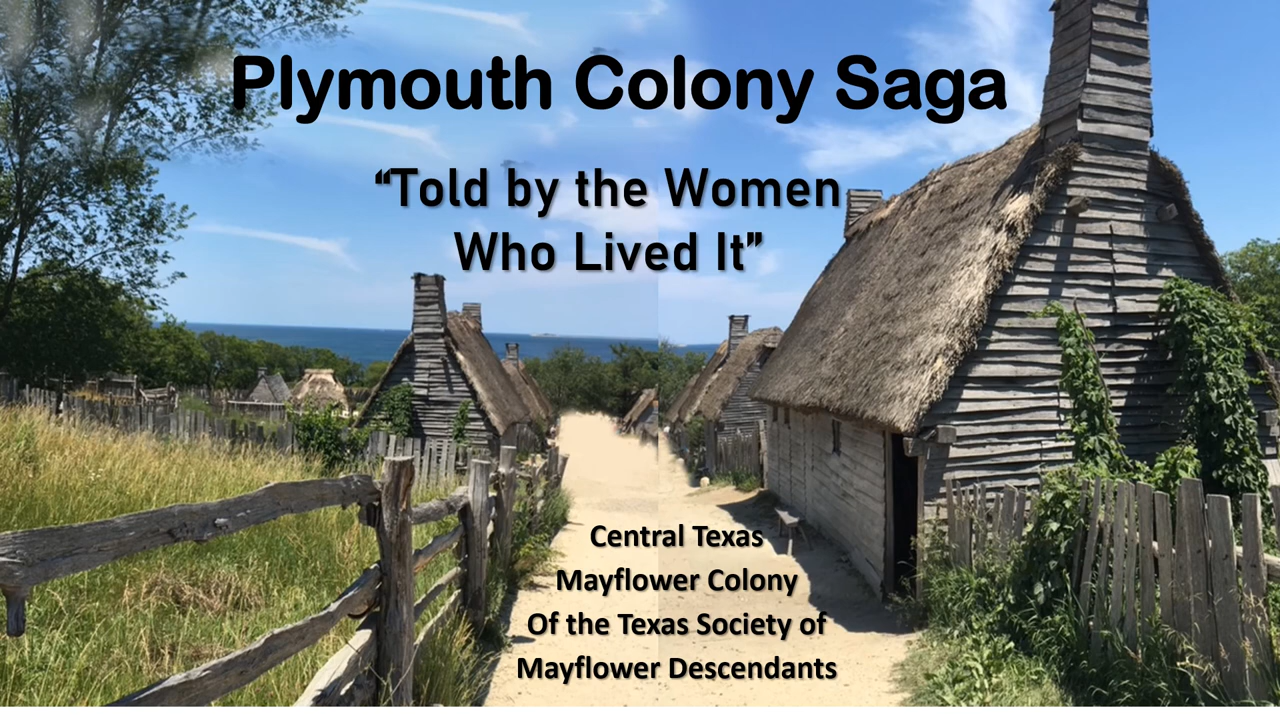 Plymouth Colony Saga
“Told by the Women
Who Lived It”
Central Texas
Mayflower Colony
Of the Texas Society of
Mayflower Descendants